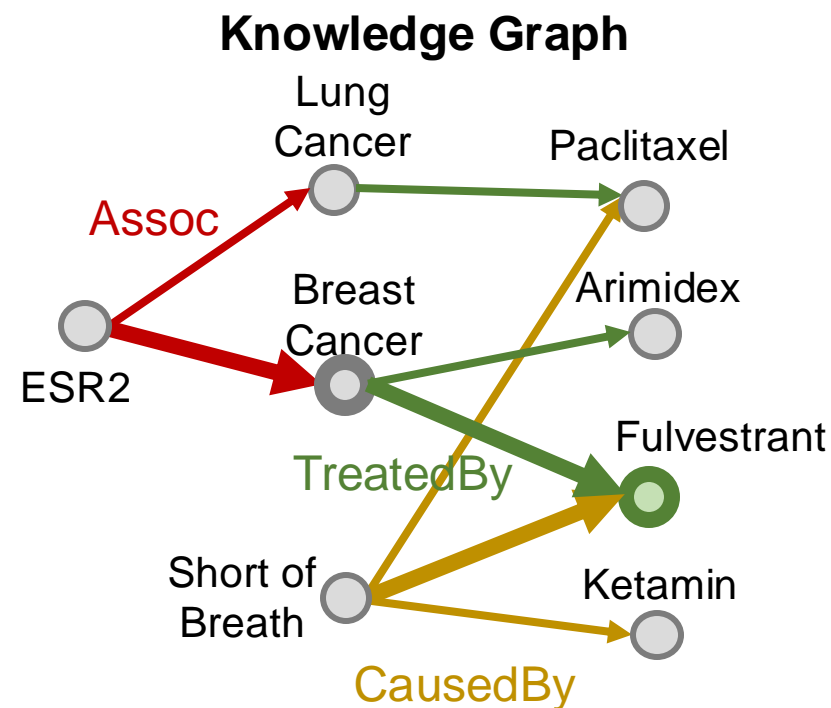 Knowledge Graph
Lung
Cancer
Paclitaxel
Assoc
Breast
Cancer
Arimidex
ESR2
Fulvestrant
TreatedBy
Short of
Breath
Ketamin
CausedBy